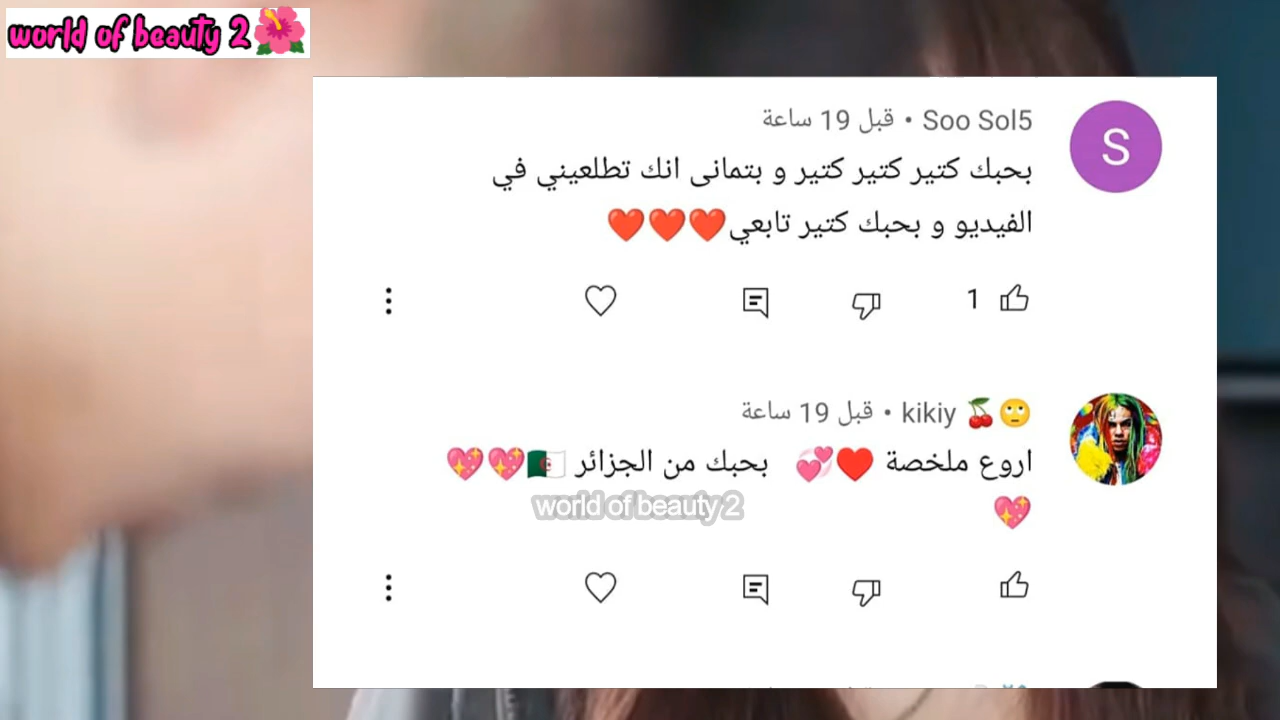 world of beauty 2🌺
Soo Sol5 • قبل 19 ساعة
S
بحبك كتير كتير كتير و بتمانى انك تطلعيني في
الفيديو و بحبك كتير تابعي❤️❤️❤️
1
🙄🍒 kikiy • قبل 19 ساعة
اروع ملخصة ❤️💞 بحبك من الجزائر 🇩🇿💖💖
💖
world of beauty 2